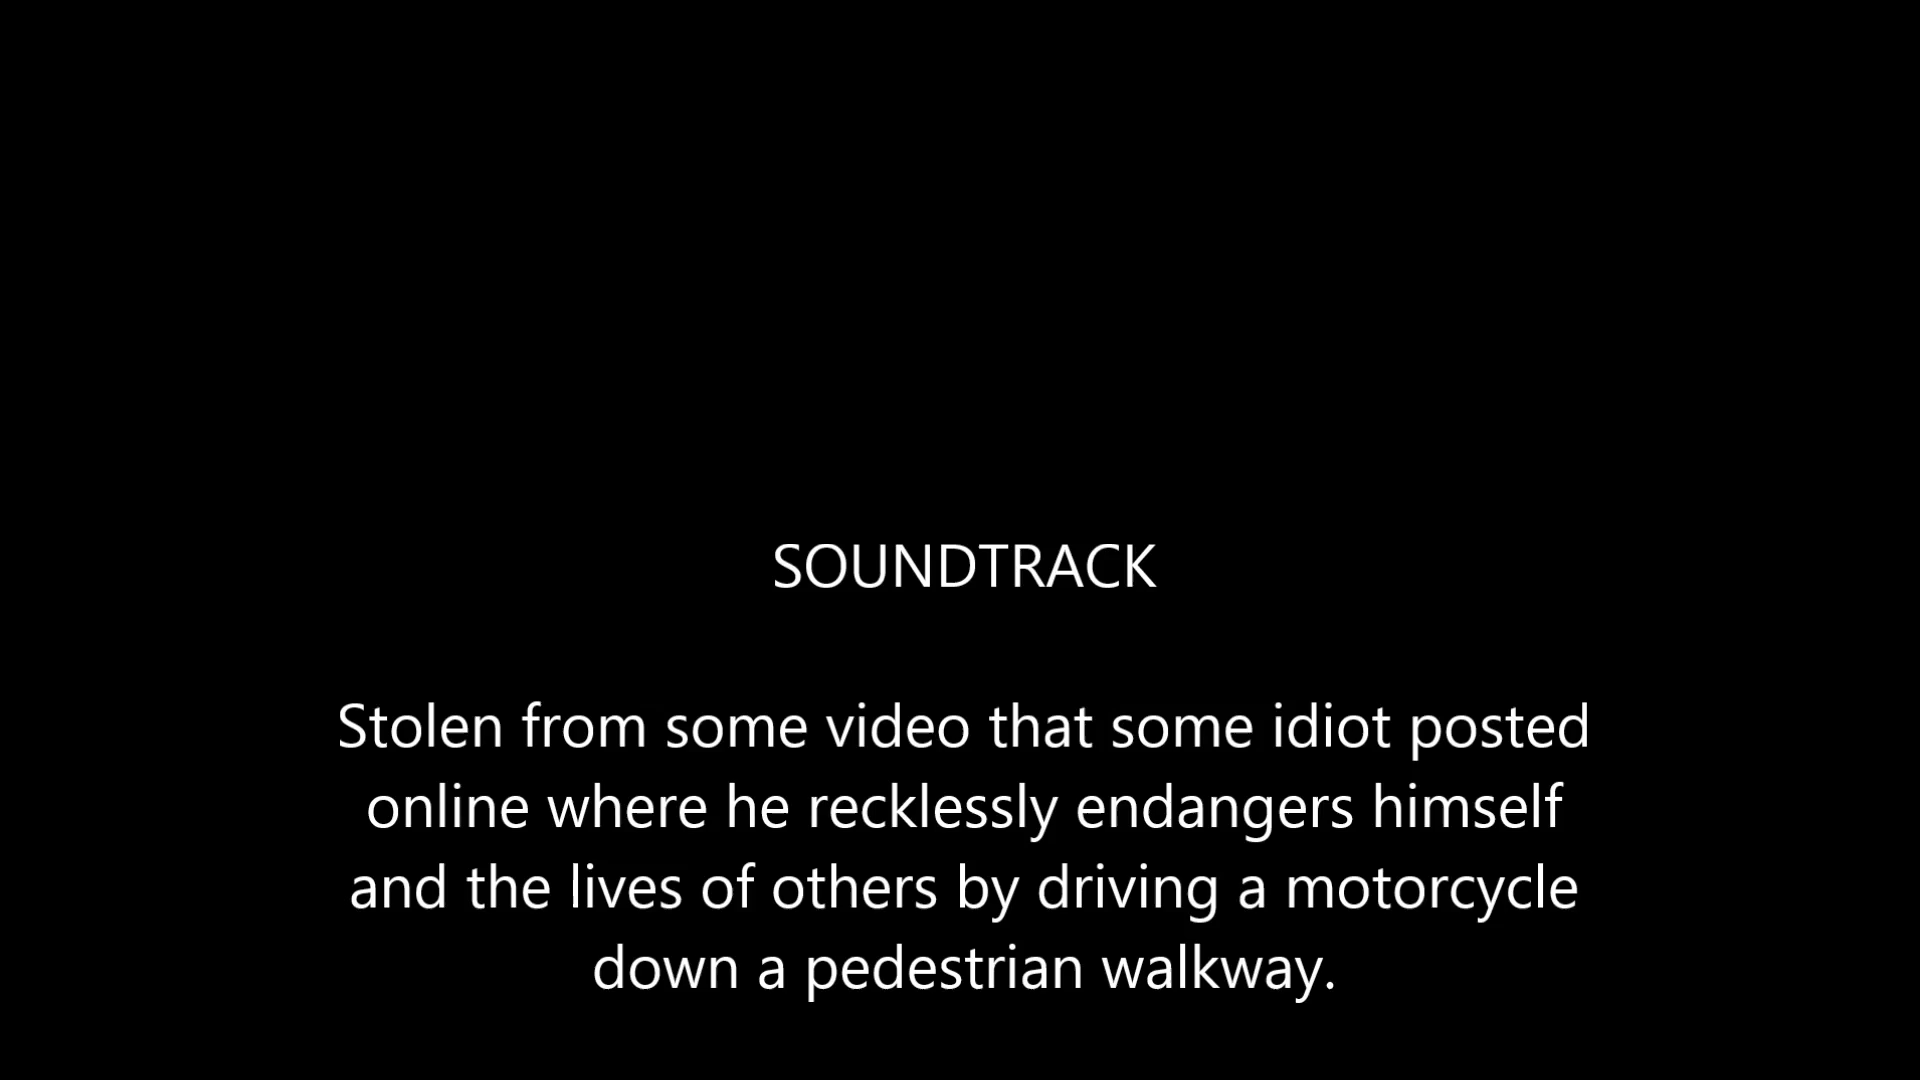 SOUNDTRACK
Stolen from some video that some idiot posted
online where he recklessly endangers himself
and the lives of others by driving a motorcycle
down a pedestrian walkway.